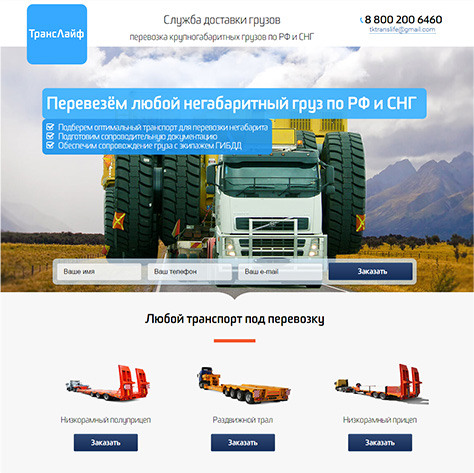 ТрансЛайф
Служба доставки грузов
перевозка крупногабаритных грузов по РФ и СНГ
8 800 200 6460
tktranslife@gmail.com
Перевезём любой негабаритный груз по РФ и СНГ
Подберем оптимальный транспорт для перевозки негабарита
Подготовим сопроводительную документацию
Обеспечим сопровождение груза с экипажем ГИБДД
Ваше имя Ваш телефон Ваш e-mail Заказать
Любой транспорт под перевозку
Низкорамный полуприцеп Раздвижной трал Низкорамный прицеп
Заказать Заказать Заказать